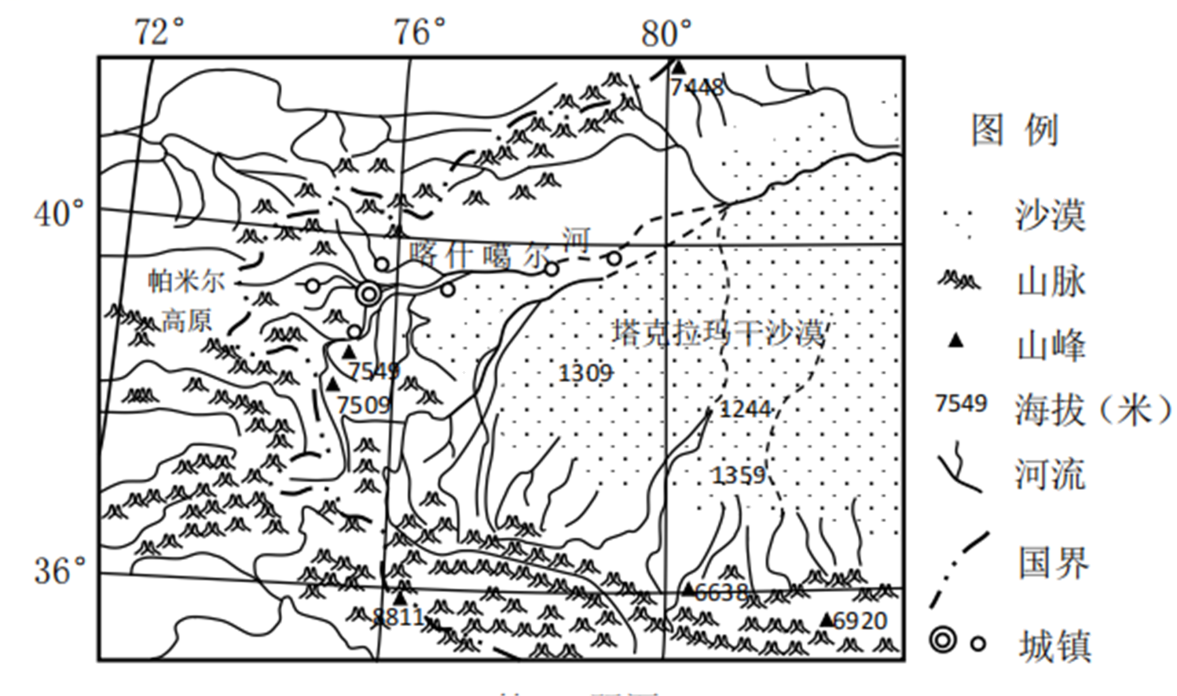 72° 76° 80°
7448
图 例
40°
沙漠
喀什噶尔河
帕米尔
高原
山脉
塔克拉玛干沙漠
山峰
7549
1309
7509
1244
7549 海拔（米）
1359
河流
36°
国界
6638
8811
6920
城镇